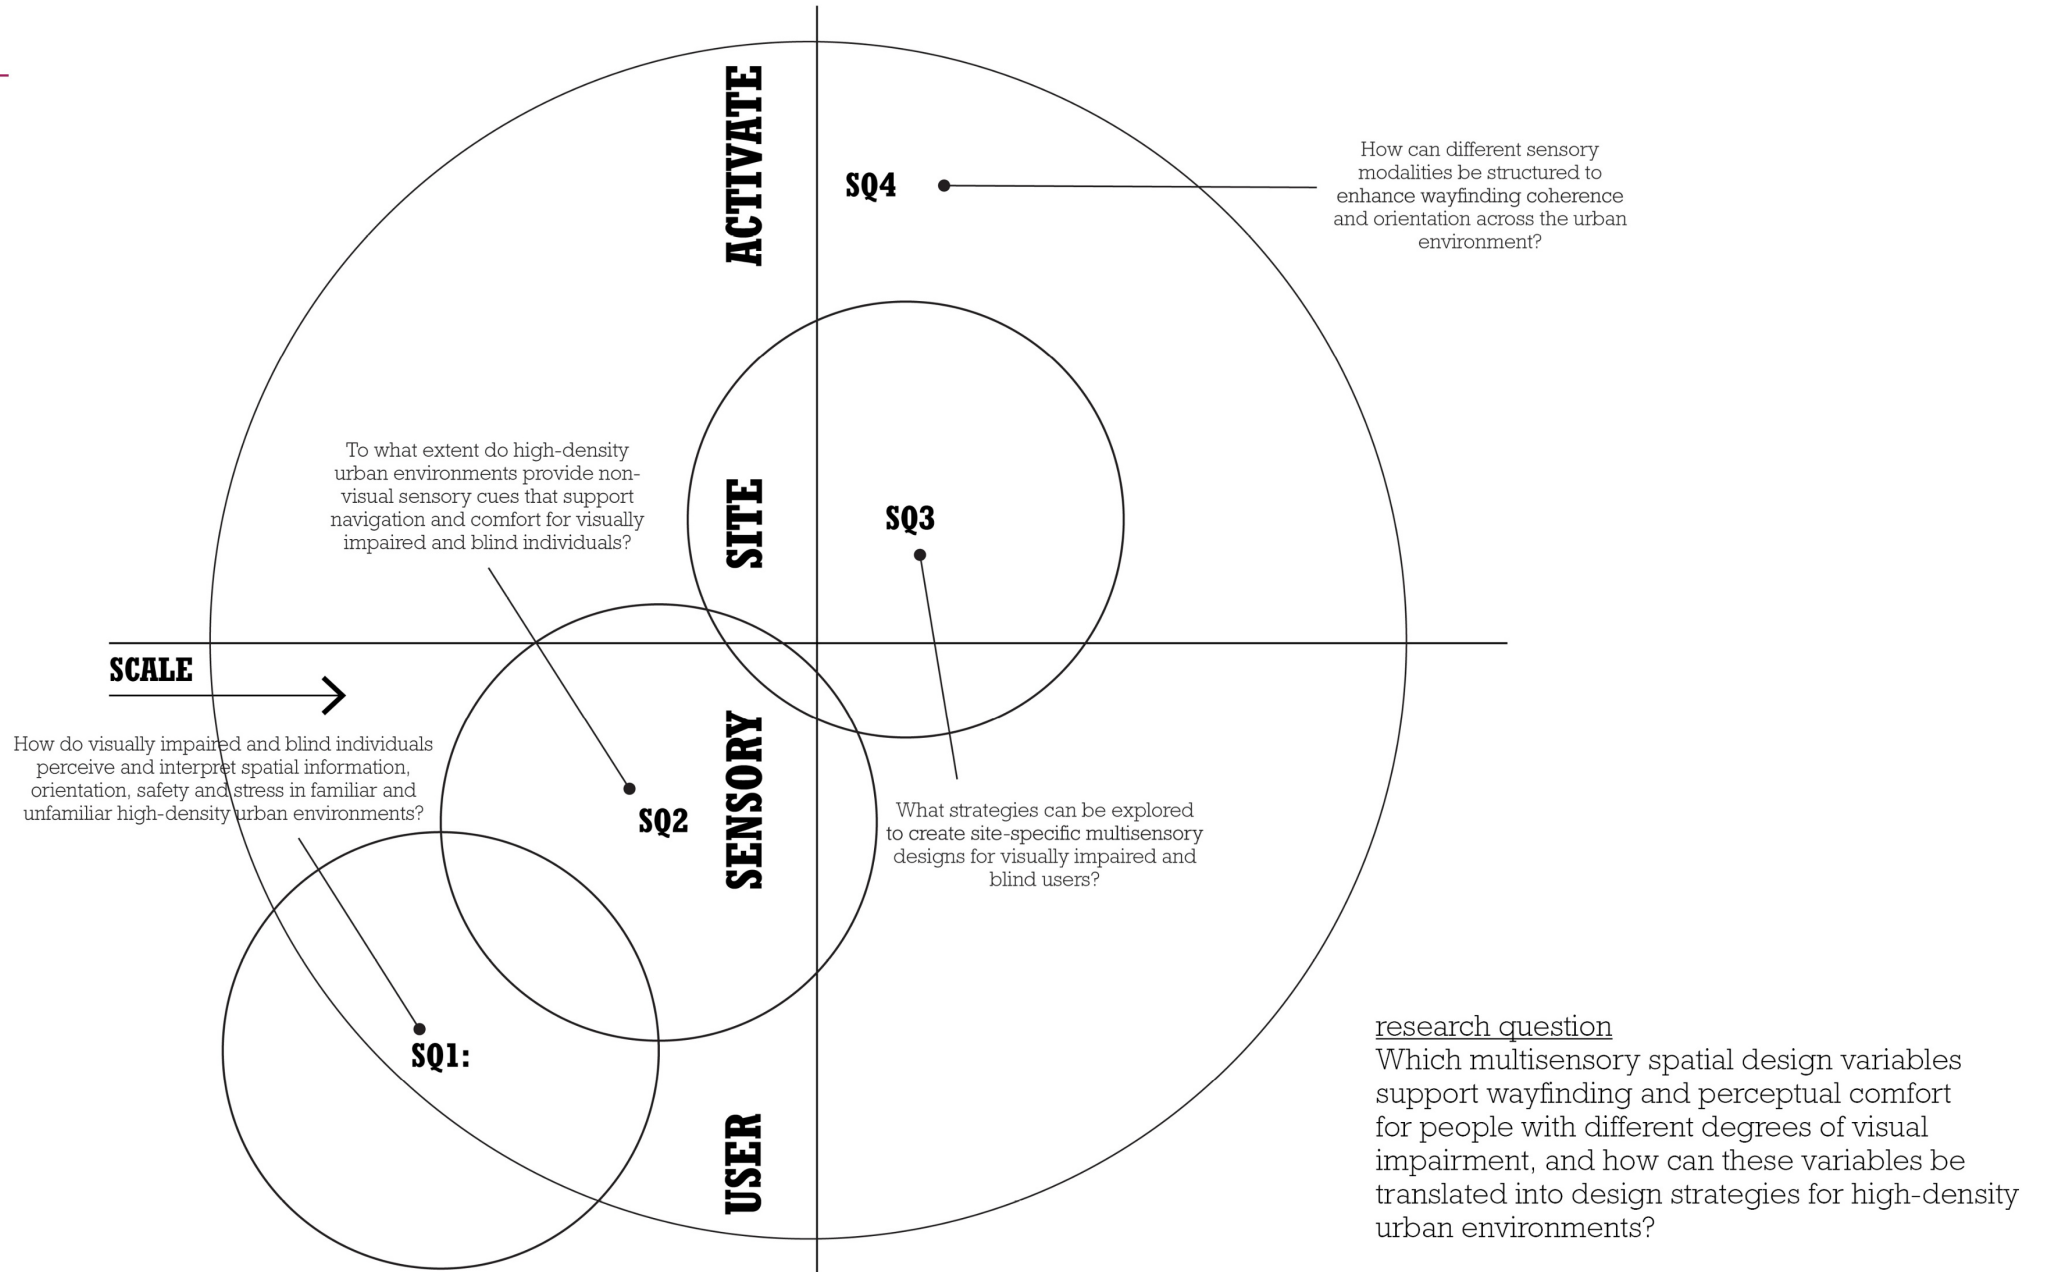 ACTIVATE
SQ4
How can different sensory
modalities be structured to
enhance wayfinding coherence
and orientation across the urban
environment?
To what extent do high-density
urban environments provide non-
visual sensory cues that support
navigation and comfort for visually
impaired and blind individuals?
SITE
SQ3
SCALE
How do visually impaired and blind individuals
perceive and interpret spatial information,
orientation, safety and stress in familiar and
unfamiliar high-density urban environments?
SENSORY
SQ2
What strategies can be explored
to create site-specific multisensory
designs for visually impaired and
blind users?
SQ1:
USER
research question
Which multisensory spatial design variables
support wayfinding and perceptual comfort
for people with different degrees of visual
impairment, and how can these variables be
translated into design strategies for high-density
urban environments?